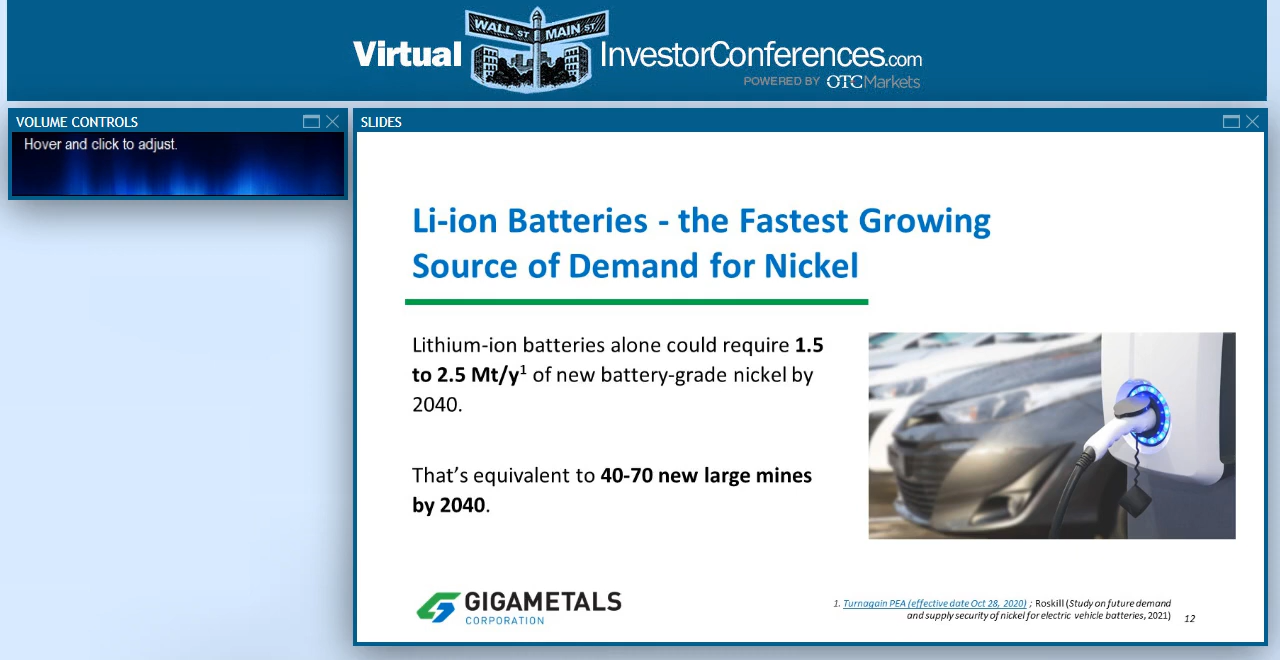 WALL ST MAIN ST
Virtual InvestorConferences.com
POWERED BY OTCMarkets
VOLUME CONTROLS
Hover and click to adjust.
SLIDES
Li-ion Batteries - the Fastest Growing
Source of Demand for Nickel
Lithium-ion batteries alone could require 1.5
to 2.5 Mt/y1 of new battery-grade nickel by
2040.
That’s equivalent to 40-70 new large mines
by 2040.
GIGAMETALS
CORPORATION
1. Turnagain PEA (effective date Oct 28, 2020) ; Roskill (Study on future demand
and supply security of nickel for electric vehicle batteries, 2021)
12